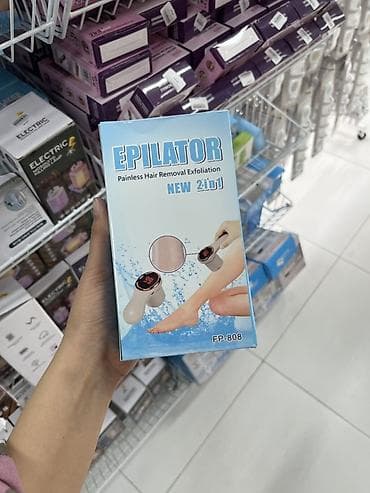 EPILATOR
Painless Hair Removal Exfoliation
NEW 2in1
FP-808
ELECTRIC
ELECTRIC